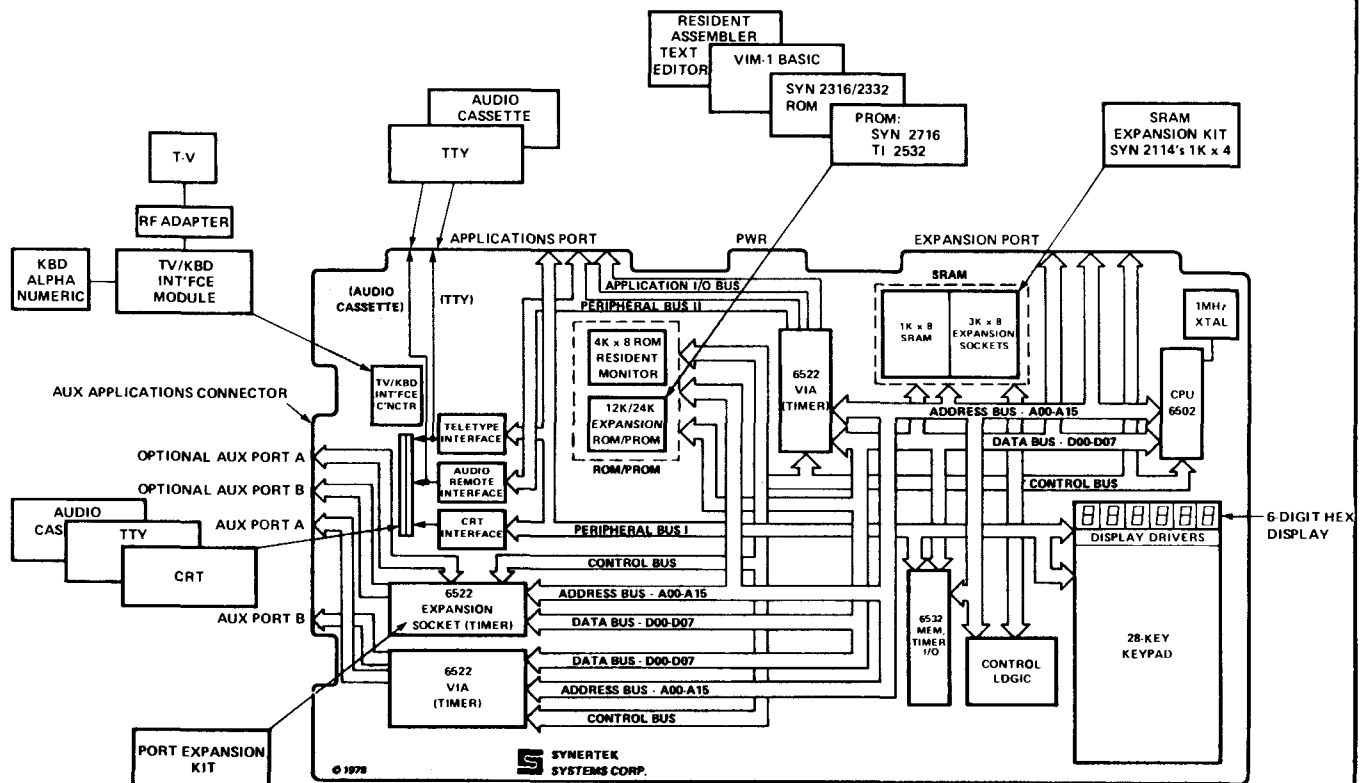 RESIDENT
ASSEMBLER
TEXT
EDITOR
VIM-1 BASIC
SYN 2316/2332
ROM
PROM:
SYN 2716
TI 2532
SRAM
EXPANSION KIT
SYN 2114's 1K x 4
AUDIO
CASSETTE
TTY
T-V
RF ADAPTER
KBD
ALPHA
NUMERIC
TV/KBD
INT'FCE
MODULE
APPLICATIONS PORT
PWR
EXPANSION PORT
(AUDIO
CASSETTE)
(TTY)
APPLICATION I/O BUS
PERIPHERAL BUS II
SRAM
1K x 8
SRAM
3K x 8
EXPANSION
SOCKETS
1MHz
XTAL
4K x 8 ROM
RESIDENT
MONITOR
12K/24K
EXPANSION
ROM/PROM
ROM/PROM
6522
VIA
(TIMER)
CPU
6502
TV/KBD
INT'FCE
C'NCTR
AUX APPLICATIONS CONNECTOR
ADDRESS BUS - A00-A15
DATA BUS - D00-D07
CONTROL BUS
TELETYPE
INTERFACE
AUDIO
REMOTE
INTERFACE
CRT
INTERFACE
OPTIONAL AUX PORT A
OPTIONAL AUX PORT B
AUX PORT A
AUX PORT B
AUDIO
CAS
TTY
CRT
PERIPHERAL BUS I
6-DIGIT HEX
DISPLAY
DISPLAY DRIVERS
CONTROL BUS
6522
EXPANSION
SOCKET (TIMER)
ADDRESS BUS - A00-A15
DATA BUS - D00-D07
6522
VIA
(TIMER)
DATA BUS - D00-D07
ADDRESS BUS - A00-A15
CONTROL BUS
6532
MEM,
TIMER
I/O
CONTROL
LOGIC
28-KEY
KEYPAD
PORT EXPANSION
KIT
© 1978
SYNERTEK
SYSTEMS CORP.